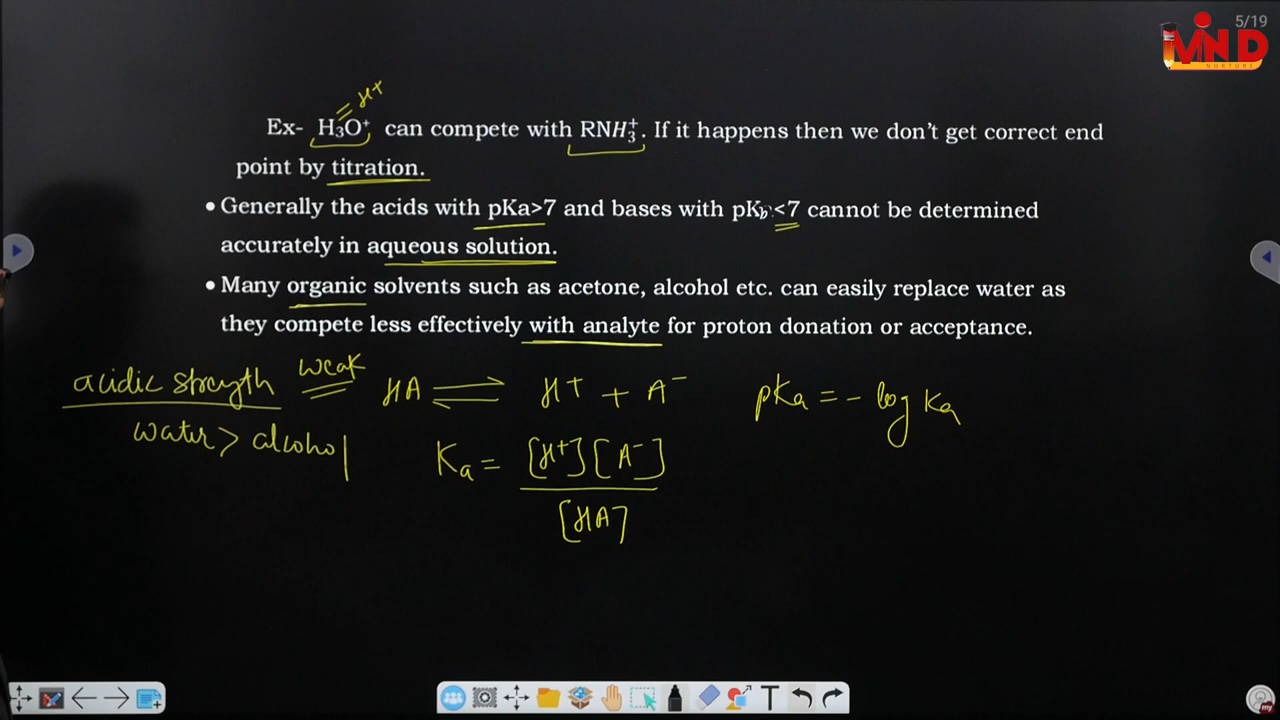 5/19
MIND
NURTURE
H+
Ex- H₃O⁺ can compete with RNH₃⁺. If it happens then we don't get correct end
point by titration.
• Generally the acids with pKa>7 and bases with pKb <7 cannot be determined
accurately in aqueous solution.
• Many organic solvents such as acetone, alcohol etc. can easily replace water as
they compete less effectively with analyte for proton donation or acceptance.
acidic strength weak HA ⇌ H+ + A⁻ pKa = - log Ka
water > alcohol
Ka = [H+][A⁻]
[HA]
T
my